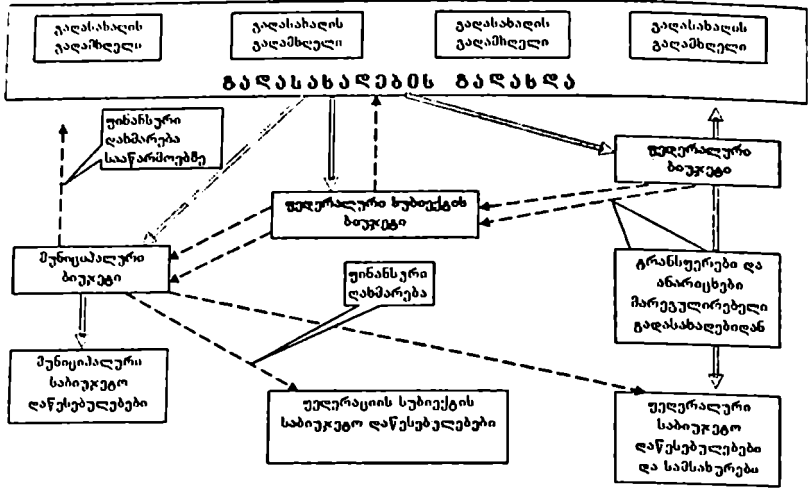 გადასახადის
გადამხდელი
გადასახადის
გადამხდელი
გადასახადის
გადამხდელი
გადასახადის
გადამხდელი
გადასახადების გადახდა
ფინანსური
დახმარება
საწარმოებზე
ფედერალური
ბიუჯეტი
ფედერალური სუბიექტის
ბიუჯეტი
მუნიციპალური
ბიუჯეტი
ფინანსური
დახმარება
ტრანსფერები და
ანარიცხები
მარეგულირებელი
გადასახადებიდან
მუნიციპალური
საბიუჯეტო
დაწესებულებები
ფედერაციის სუბიექტის
საბიუჯეტო დაწესებულებები
ფედერალური
საბიუჯეტო
დაწესებულებები
და სამსახურები